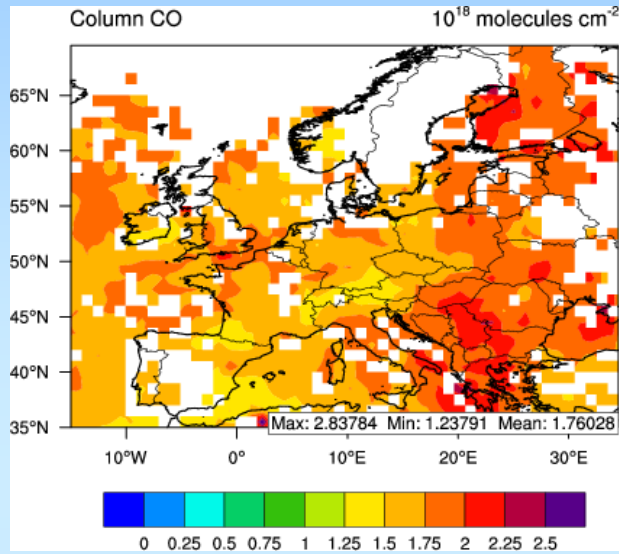 Column CO 10¹⁸ molecules cm⁻²
65°N
60°N
55°N
50°N
45°N
40°N
35°N
Max: 2.83784 Min: 1.23791 Mean: 1.76028
10°W 0° 10°E 20°E 30°E
0 0.25 0.5 0.75 1 1.25 1.5 1.75 2 2.25 2.5